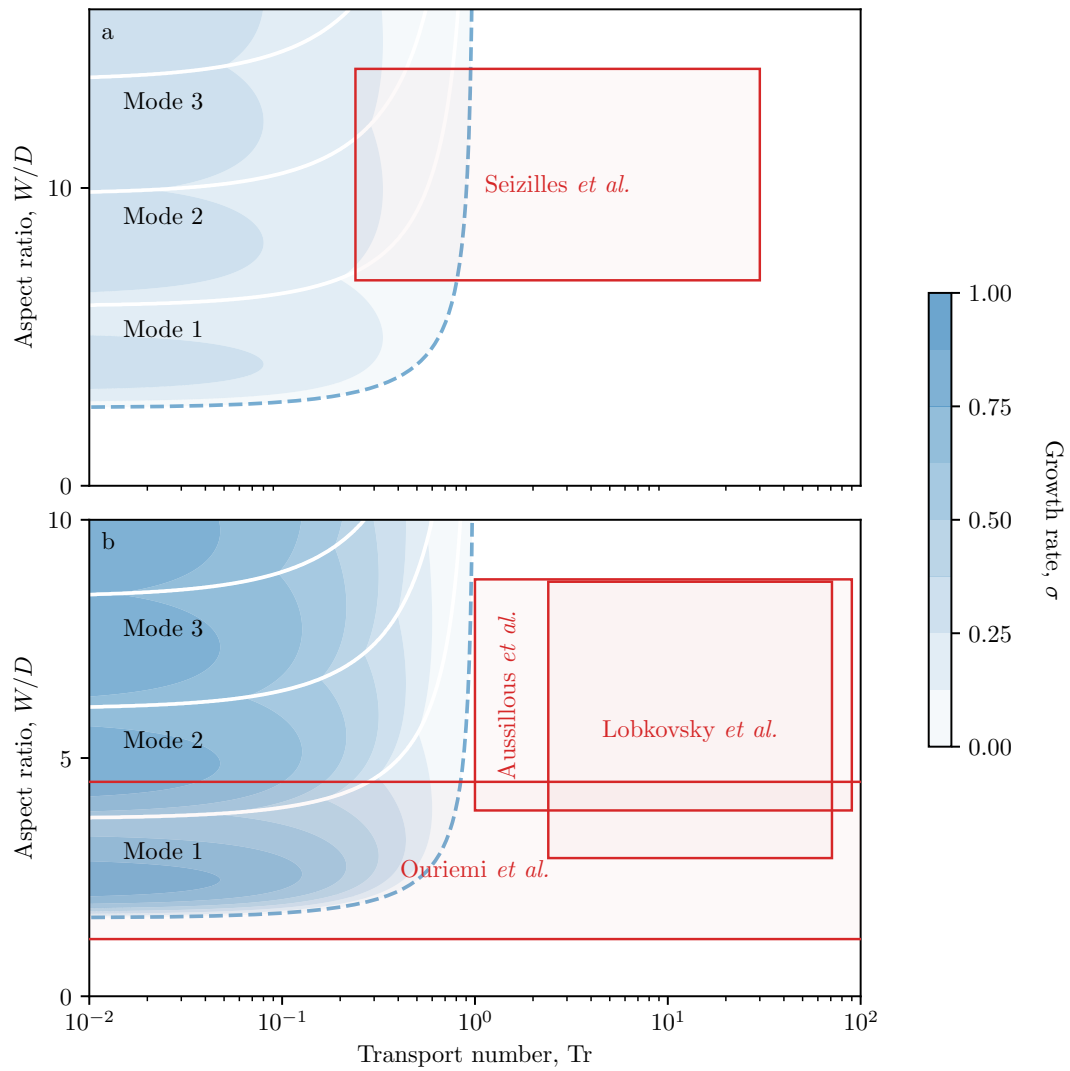 a
Mode 3
Mode 2
Mode 1
Seizilles et al.
Aspect ratio, W/D
10
0
b
Mode 3
Mode 2
Mode 1
Aussillous et al.
Lobkovsky et al.
Ouriemi et al.
Aspect ratio, W/D
10
5
0
10^{-2}
10^{-1}
10^{0}
10^{1}
10^{2}
Transport number, Tr
1.00
0.75
0.50
0.25
0.00
Growth rate, σ